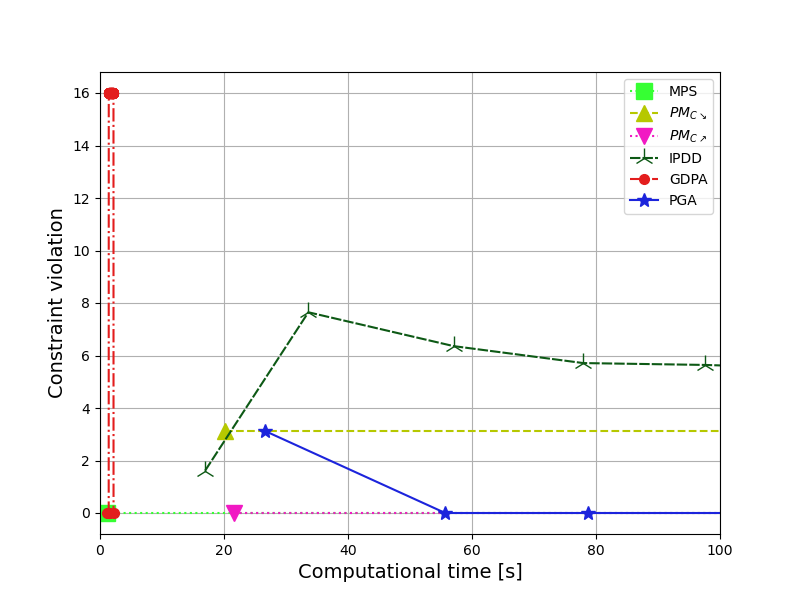 16
14
12
10
8
6
4
2
0
Constraint violation
MPS
PM_{C↘}
PM_{C↗}
IPDD
GDPA
PGA
0 20 40 60 80 100
Computational time [s]